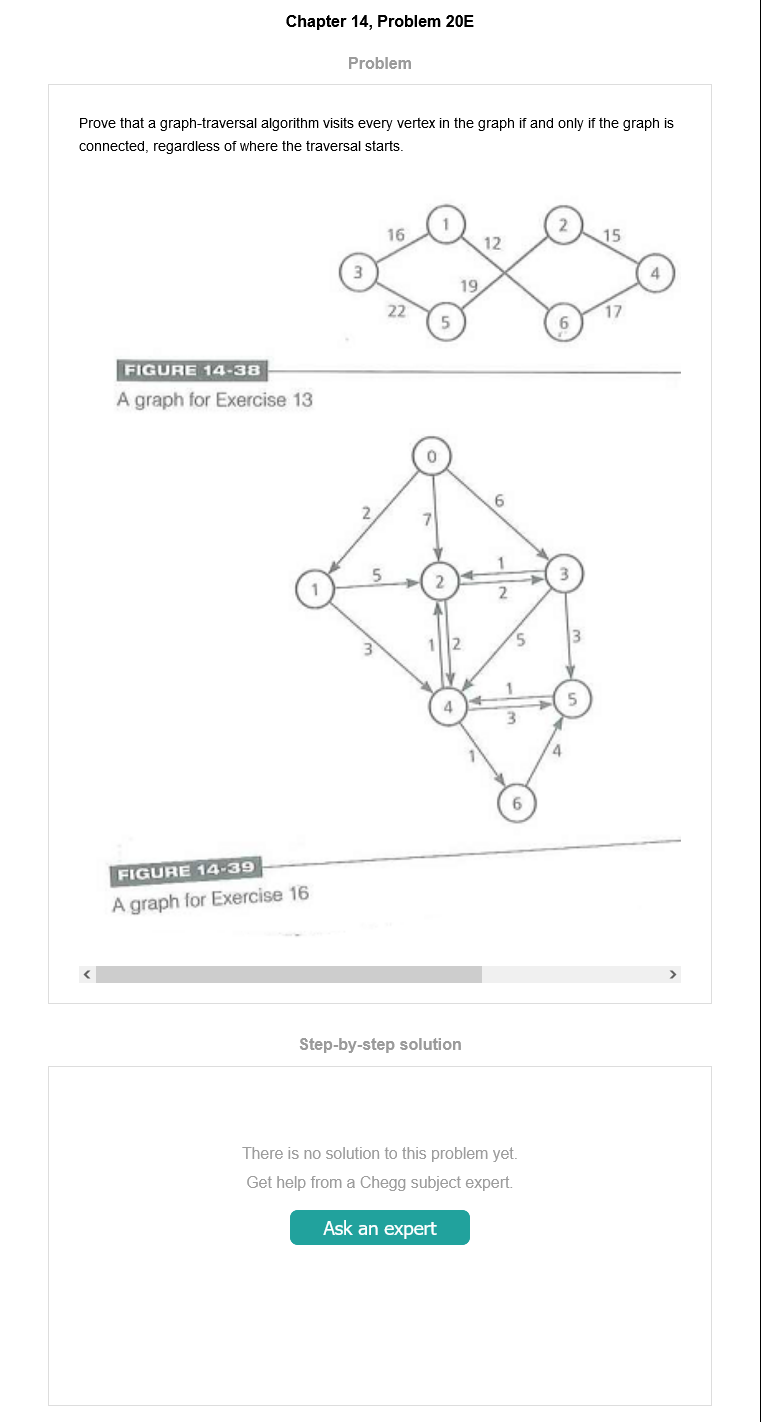 Chapter 14, Problem 20E
Problem
Prove that a graph-traversal algorithm visits every vertex in the graph if and only if the graph is
connected, regardless of where the traversal starts.
1
2
16
12
15
3
4
19
22
17
5
6
FIGURE 14-38
A graph for Exercise 13
0
2
7
6
1
5
2
1
3
2
3
1
2
5
3
4
1
5
3
1
4
6
FIGURE 14-39
A graph for Exercise 16
Step-by-step solution
There is no solution to this problem yet.
Get help from a Chegg subject expert.
Ask an expert